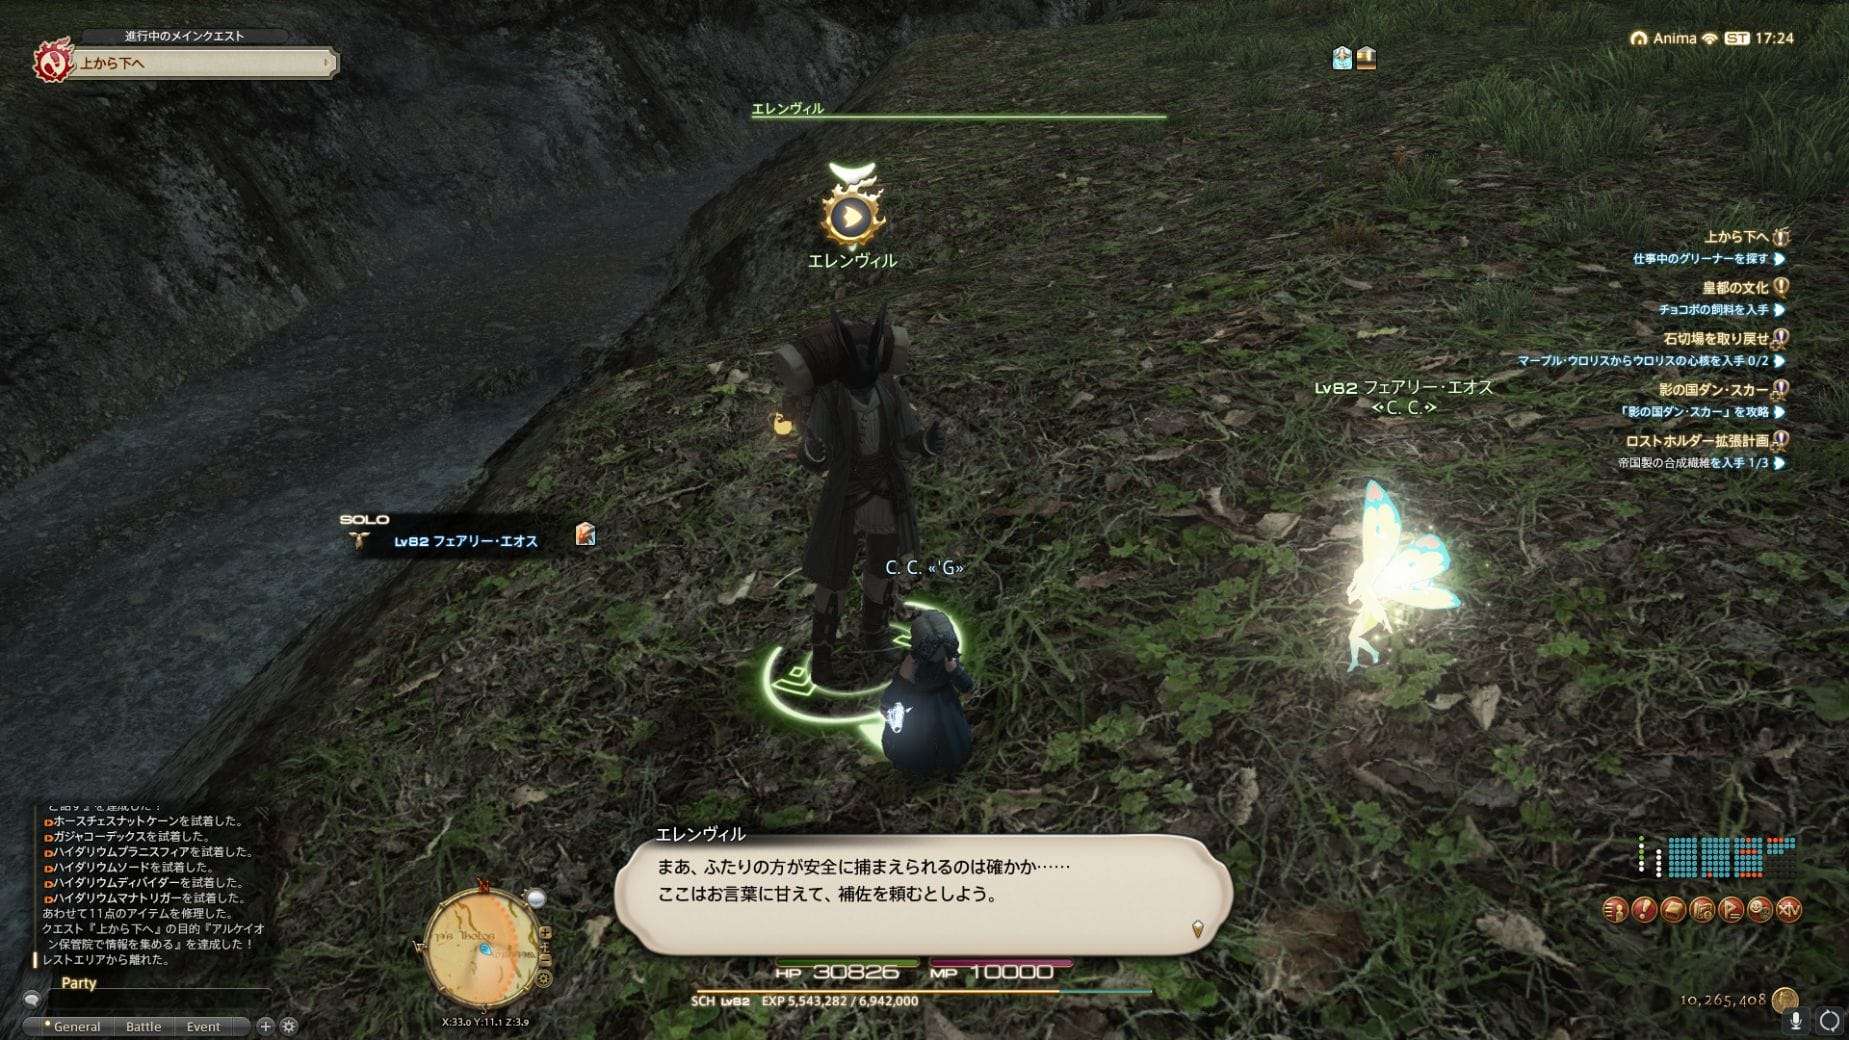 進行中のメインクエスト
上から下へ
Anima ST 17:24
エレンヴィル
エレンヴィル
上から下へ
仕事中のグリーナーを探す
皇都の文化
チョコボの飼料を入手
石切場を取り戻せ
マーブル・ウロリスからウロリスの心核を入手 0/2
影の国ダン・スカー
「影の国ダン・スカー」を攻略
ロストホルダー拡張計画
帝国製の合成繊維を入手 1/3
Lv82 フェアリー・エオス
<C. C.>
SOLO
Lv82 フェアリー・エオス
C. C. «'G»
エレンヴィル
まあ、ふたりの方が安全に捕まえられるのは確かか……
ここはお言葉に甘えて、補佐を頼むとしよう。
ホースチェスナットケーンを試着した。
ガジャコーデックスを試着した。
ハイダリウムプラニスフィアを試着した。
ハイダリウムソードを試着した。
ハイダリウムディバイダーを試着した。
ハイダリウムマナトリガーを試着した。
あわせて11点のアイテムを修理した。
クエスト『上から下へ』の目的『アルケイオ
ン保管院で情報を集める』を達成した！
レストエリアから離れた。
Party
General Battle Event
X:33.0 Y:11.1 Z:3.9
HP 30826 MP 10000
SCH Lv82 EXP 5,543,282 / 6,942,000
10,265,408